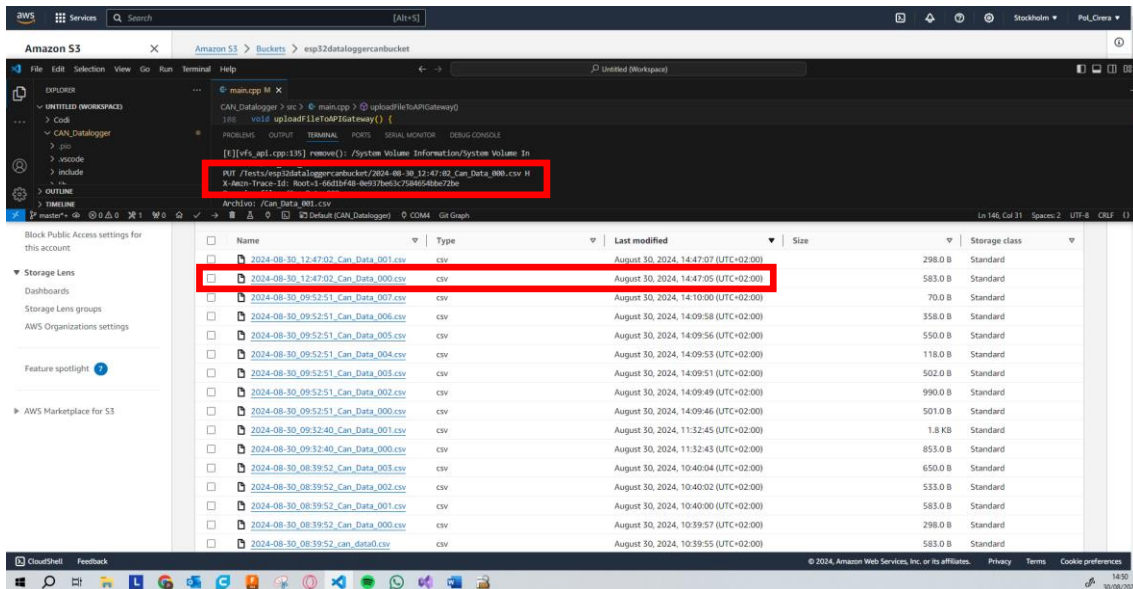 aws Services Search [Alt+S] Stockholm ▼ Pol_Cirera ▼
Amazon S3 × Amazon S3 > Buckets > esp32dataloggercanbucket
File Edit Selection View Go Run Terminal Help Untitled (Workspace)
EXPLORER ... main.cpp M ×
UNTITLED (WORKSPACE) CAN_Datalogger > src > main.cpp > uploadFileToAPIGateway()
> Codi 108 void uploadFileToAPIGateway() {
CAN_Datalogger PROBLEMS OUTPUT TERMINAL PORTS SERIAL MONITOR DEBUG CONSOLE
> .pio [E][vfs_api.cpp:135] remove(): /System Volume Information/System Volume In
> .vscode
> include PUT /Tests/esp32dataloggercanbucket/2024-08-30_12:47:02_Can_Data_000.csv H
X-Amzn-Trace-Id: Root=1-66d1bf48-0e937be63c7584654bbe72be
> OUTLINE
> TIMELINE Archivo: /Can_Data_001.csv
master*+ 0 0 1 0 Default (CAN_Datalogger) COM4 Git Graph Ln 146, Col 31 Spaces: 2 UTF-8 CRLF {}
Block Public Access settings for this account
Name Type Last modified Size Storage class
2024-08-30_12:47:02_Can_Data_001.csv csv August 30, 2024, 14:47:07 (UTC+02:00) 298.0 B Standard
Storage Lens 2024-08-30_12:47:02_Can_Data_000.csv csv August 30, 2024, 14:47:05 (UTC+02:00) 583.0 B Standard
Dashboards 2024-08-30_09:52:51_Can_Data_007.csv csv August 30, 2024, 14:10:00 (UTC+02:00) 70.0 B Standard
Storage Lens groups 2024-08-30_09:52:51_Can_Data_006.csv csv August 30, 2024, 14:09:58 (UTC+02:00) 358.0 B Standard
AWS Organizations settings 2024-08-30_09:52:51_Can_Data_005.csv csv August 30, 2024, 14:09:56 (UTC+02:00) 550.0 B Standard
2024-08-30_09:52:51_Can_Data_004.csv csv August 30, 2024, 14:09:53 (UTC+02:00) 118.0 B Standard
Feature spotlight 7 2024-08-30_09:52:51_Can_Data_003.csv csv August 30, 2024, 14:09:51 (UTC+02:00) 502.0 B Standard
2024-08-30_09:52:51_Can_Data_002.csv csv August 30, 2024, 14:09:49 (UTC+02:00) 990.0 B Standard
AWS Marketplace for S3 2024-08-30_09:52:51_Can_Data_000.csv csv August 30, 2024, 14:09:46 (UTC+02:00) 501.0 B Standard
2024-08-30_09:32:40_Can_Data_001.csv csv August 30, 2024, 11:32:45 (UTC+02:00) 1.8 KB Standard
2024-08-30_09:32:40_Can_Data_000.csv csv August 30, 2024, 11:32:43 (UTC+02:00) 853.0 B Standard
2024-08-30_08:39:52_Can_Data_003.csv csv August 30, 2024, 10:40:04 (UTC+02:00) 650.0 B Standard
2024-08-30_08:39:52_Can_Data_002.csv csv August 30, 2024, 10:40:02 (UTC+02:00) 533.0 B Standard
2024-08-30_08:39:52_Can_Data_001.csv csv August 30, 2024, 10:40:00 (UTC+02:00) 583.0 B Standard
2024-08-30_08:39:52_Can_Data_000.csv csv August 30, 2024, 10:39:57 (UTC+02:00) 298.0 B Standard
2024-08-30_08:39:52_can_data0.csv csv August 30, 2024, 10:39:55 (UTC+02:00) 583.0 B Standard
CloudShell Feedback © 2024, Amazon Web Services, Inc. or its affiliates. Privacy Terms Cookie preferences
14:50